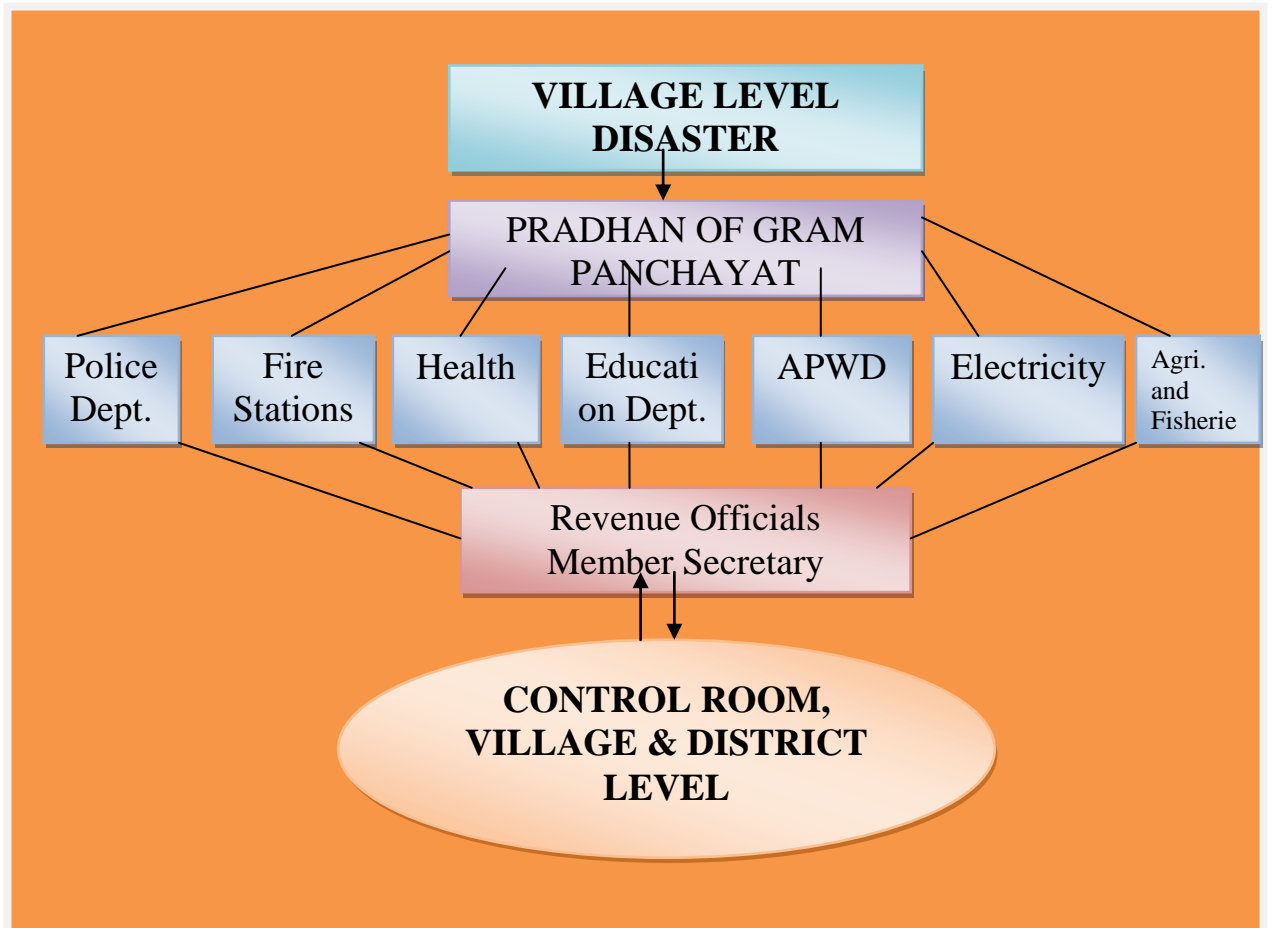 VILLAGE LEVEL
DISASTER
PRADHAN OF GRAM
PANCHAYAT
Police
Dept.
Fire
Stations
Health
Educati
on Dept.
APWD
Electricity
Agri.
and
Fisherie
Revenue Officials
Member Secretary
CONTROL ROOM,
VILLAGE & DISTRICT
LEVEL